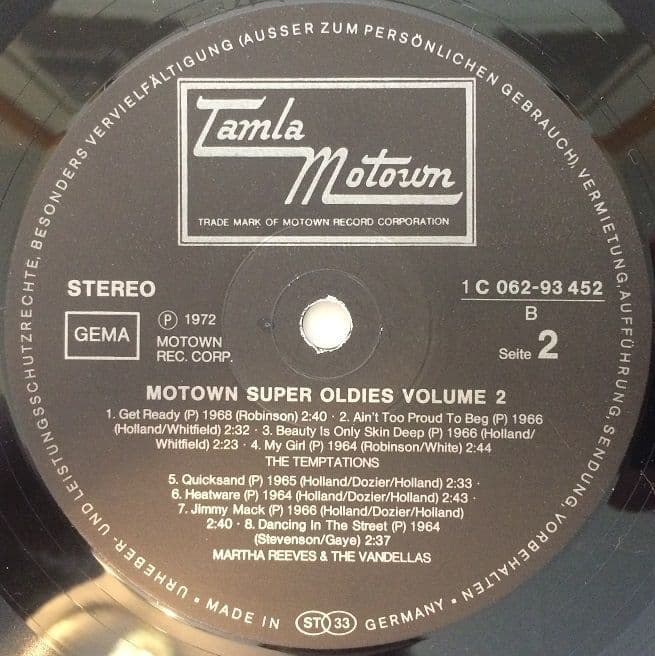 URHEBER- UND LEISTUNGSSCHUTZRECHTE, BESONDERS VERVIELFÄLTIGUNG (AUSSER ZUM PERSÖNLICHEN GEBRAUCH), VERMIETUNG, AUFFÜHRUNG, SENDUNG, VORBEHALTEN •
Tamla
Motown
TRADE MARK OF MOTOWN RECORD CORPORATION
STEREO
1 C 062-93 452
GEMA
℗ 1972
B
MOTOWN
REC. CORP.
Seite 2
MOTOWN SUPER OLDIES VOLUME 2
1. Get Ready (P) 1968 (Robinson) 2:40 · 2. Ain't Too Proud To Beg (P) 1966
(Holland/Whitfield) 2:32 · 3. Beauty Is Only Skin Deep (P) 1966 (Holland/
Whitfield) 2:23 · 4. My Girl (P) 1964 (Robinson/White) 2:44
THE TEMPTATIONS
5. Quicksand (P) 1965 (Holland/Dozier/Holland) 2:33 ·
6. Heatware (P) 1964 (Holland/Dozier/Holland) 2:43 ·
7. Jimmy Mack (P) 1966 (Holland/Dozier/Holland)
2:40 · 8. Dancing In The Street (P) 1964
(Stevenson/Gaye) 2:37
MARTHA REEVES & THE VANDELLAS
• MADE IN ST 33 GERMANY •